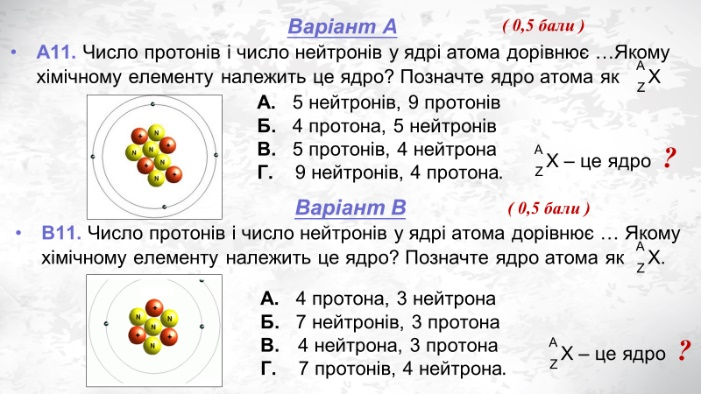 Варіант А ( 0,5 бали )
• А11. Число протонів і число нейтронів у ядрі атома дорівнює …Якому
хімічному елементу належить це ядро? Позначте ядро атома як A Z X
А. 5 нейтронів, 9 протонів
Б. 4 протона, 5 нейтронів
В. 5 протонів, 4 нейтрона
Г. 9 нейтронів, 4 протона.
A Z X – це ядро ?
N N N N N
Варіант В ( 0,5 бали )
• В11. Число протонів і число нейтронів у ядрі атома дорівнює … Якому
хімічному елементу належить це ядро? Позначте ядро атома як A Z X.
А. 4 протона, 3 нейтрона
Б. 7 нейтронів, 3 протона
В. 4 нейтрона, 3 протона
Г. 7 протонів, 4 нейтрона.
A Z X – це ядро ?
N N N N